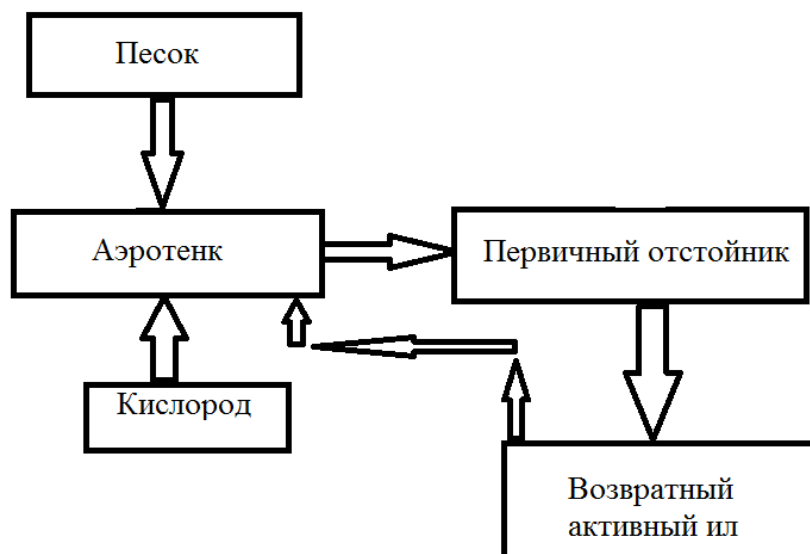 Песок
Аэротенк
Первичный отстойник
Кислород
Возвратный
активный ил